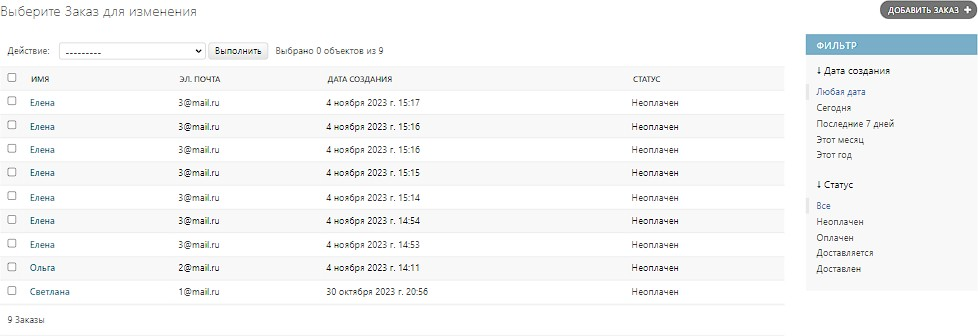 Выберите Заказ для изменения
ДОБАВИТЬ ЗАКАЗ +
Действие: --------- Выполнить Выбрано 0 объектов из 9
ИМЯ ЭЛ. ПОЧТА ДАТА СОЗДАНИЯ СТАТУС
Елена 3@mail.ru 4 ноября 2023 г. 15:17 Неоплачен
Елена 3@mail.ru 4 ноября 2023 г. 15:16 Неоплачен
Елена 3@mail.ru 4 ноября 2023 г. 15:16 Неоплачен
Елена 3@mail.ru 4 ноября 2023 г. 15:15 Неоплачен
Елена 3@mail.ru 4 ноября 2023 г. 15:14 Неоплачен
Елена 3@mail.ru 4 ноября 2023 г. 14:54 Неоплачен
Елена 3@mail.ru 4 ноября 2023 г. 14:53 Неоплачен
Ольга 2@mail.ru 4 ноября 2023 г. 14:11 Неоплачен
Светлана 1@mail.ru 30 октября 2023 г. 20:56 Неоплачен
9 Заказы
ФИЛЬТР
↓ Дата создания
Любая дата
Сегодня
Последние 7 дней
Этот месяц
Этот год
↓ Статус
Все
Неоплачен
Оплачен
Доставляется
Доставлен